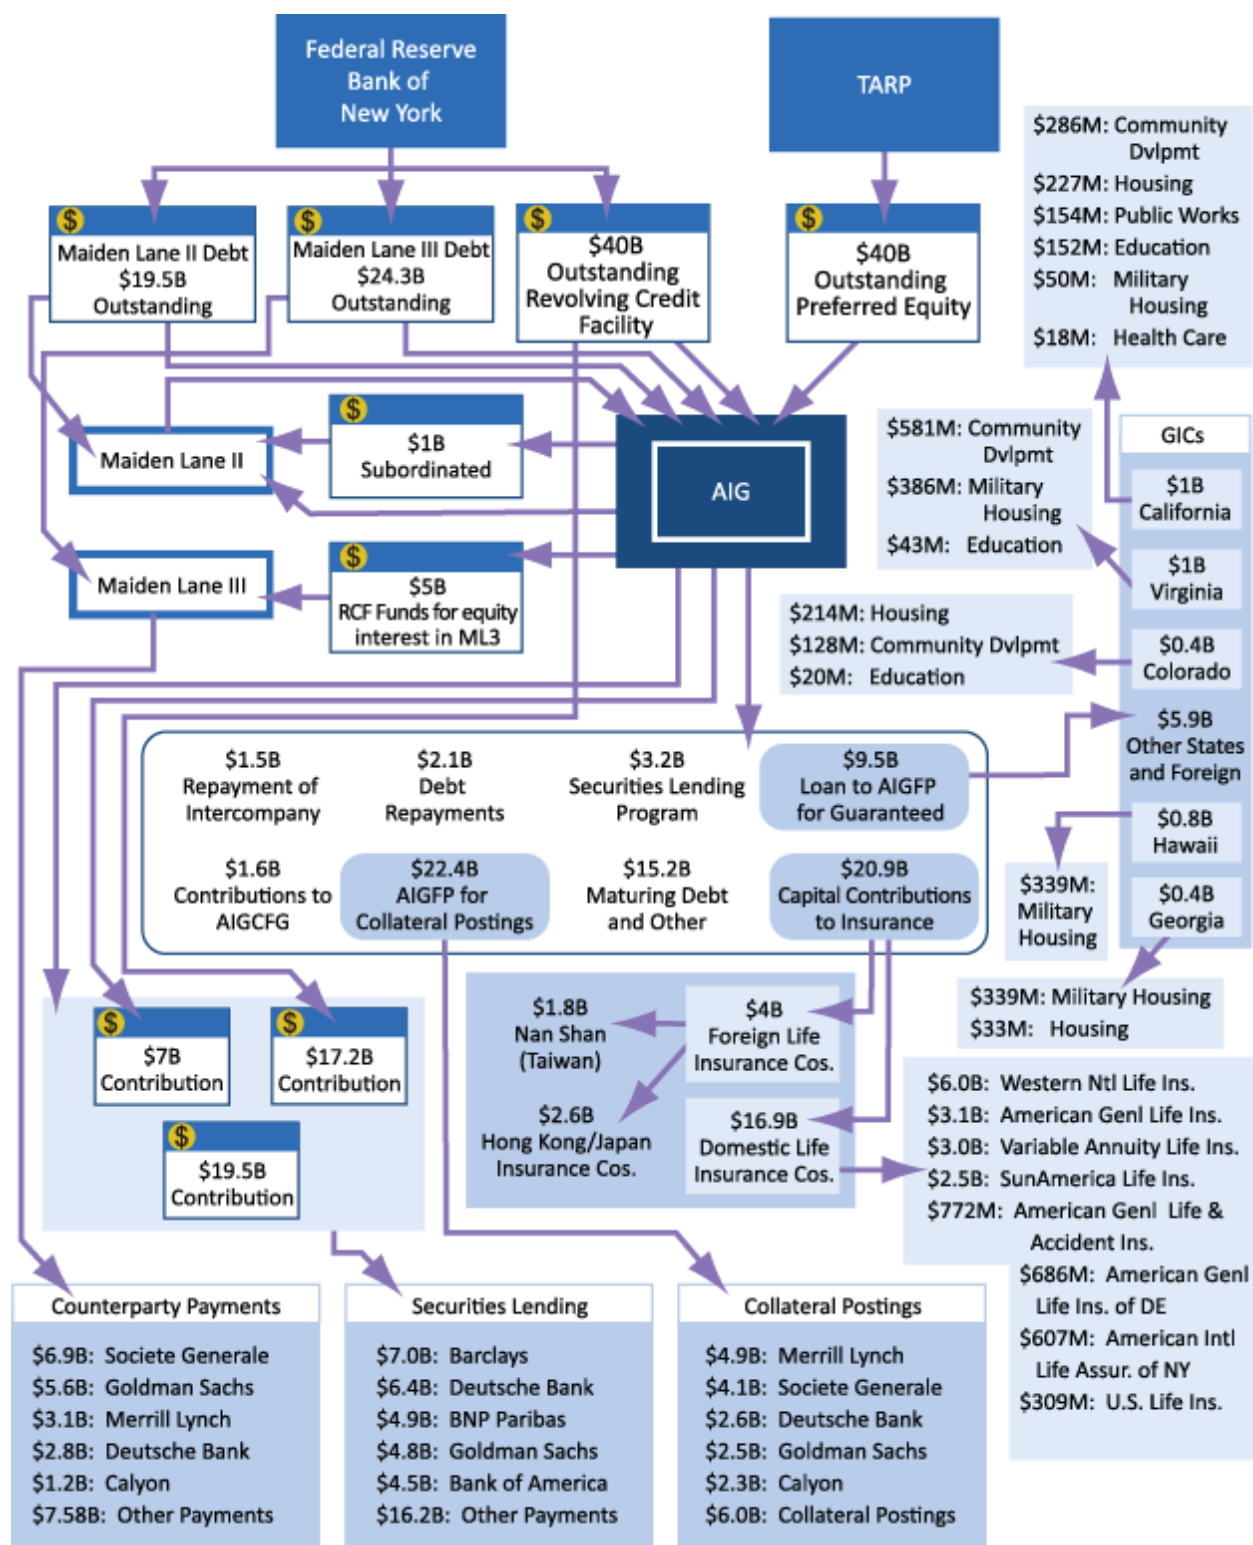 Federal Reserve
Bank of
New York
TARP
$286M: Community
Dvlpmt
$227M: Housing
$154M: Public Works
$152M: Education
$50M: Military
Housing
$18M: Health Care
$
Maiden Lane II Debt
$19.5B
Outstanding
$
Maiden Lane III Debt
$24.3B
Outstanding
$
$40B
Outstanding
Revolving Credit
Facility
$
$40B
Outstanding
Preferred Equity
Maiden Lane II
$
$1B
Subordinated
AIG
Maiden Lane III
$
$5B
RCF Funds for equity
interest in ML3
$581M: Community
Dvlpmt
$386M: Military
Housing
$43M: Education
GICs
$1B
California
$1B
Virginia
$214M: Housing
$128M: Community Dvlpmt
$20M: Education
$0.4B
Colorado
$5.9B
Other States
and Foreign
$0.8B
Hawaii
$0.4B
Georgia
$1.5B
Repayment of
Intercompany
$2.1B
Debt
Repayments
$3.2B
Securities Lending
Program
$9.5B
Loan to AIGFP
for Guaranteed
$1.6B
Contributions to
AIGCFG
$22.4B
AIGFP for
Collateral Postings
$15.2B
Maturing Debt
and Other
$20.9B
Capital Contributions
to Insurance
$339M:
Military
Housing
$339M: Military Housing
$33M: Housing
$
$7B
Contribution
$
$17.2B
Contribution
$
$19.5B
Contribution
$1.8B
Nan Shan
(Taiwan)
$4B
Foreign Life
Insurance Cos.
$2.6B
Hong Kong/Japan
Insurance Cos.
$16.9B
Domestic Life
Insurance Cos.
$6.0B: Western Ntl Life Ins.
$3.1B: American Genl Life Ins.
$3.0B: Variable Annuity Life Ins.
$2.5B: SunAmerica Life Ins.
$772M: American Genl Life &
Accident Ins.
$686M: American Genl
Life Ins. of DE
$607M: American Intl
Life Assur. of NY
$309M: U.S. Life Ins.
Counterparty Payments
$6.9B: Societe Generale
$5.6B: Goldman Sachs
$3.1B: Merrill Lynch
$2.8B: Deutsche Bank
$1.2B: Calyon
$7.58B: Other Payments
Securities Lending
$7.0B: Barclays
$6.4B: Deutsche Bank
$4.9B: BNP Paribas
$4.8B: Goldman Sachs
$4.5B: Bank of America
$16.2B: Other Payments
Collateral Postings
$4.9B: Merrill Lynch
$4.1B: Societe Generale
$2.6B: Deutsche Bank
$2.5B: Goldman Sachs
$2.3B: Calyon
$6.0B: Collateral Postings